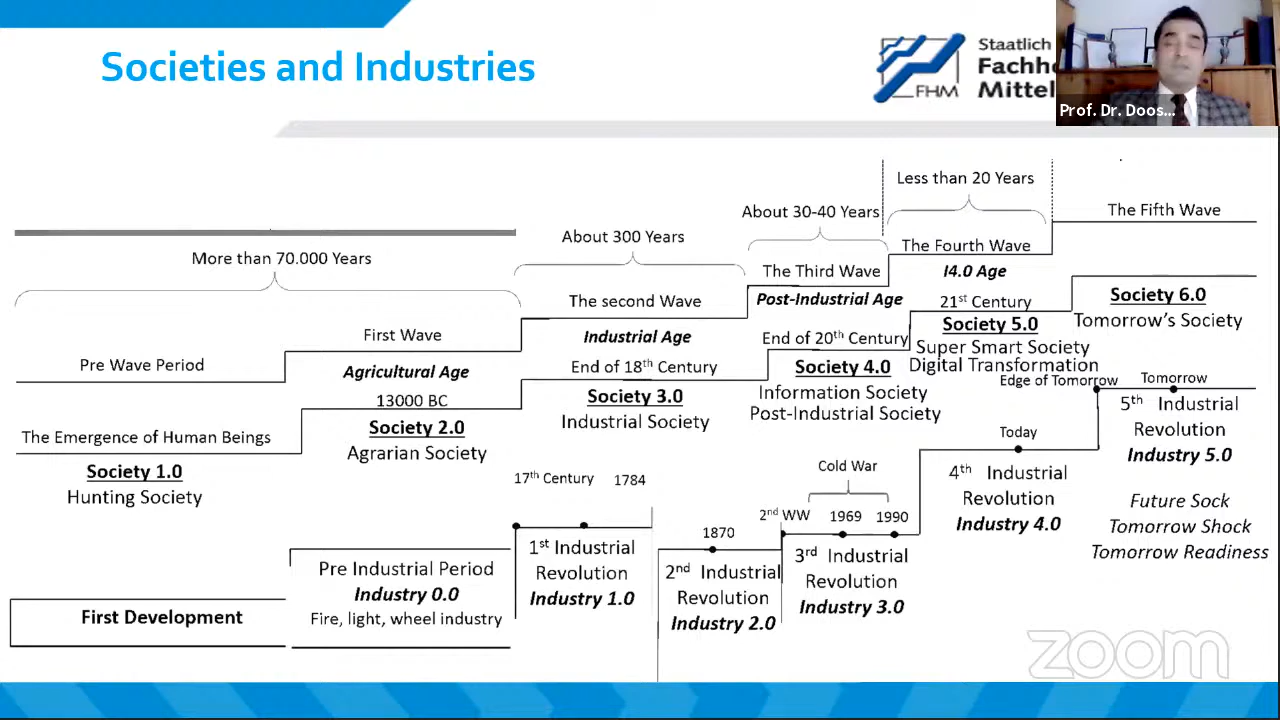 Societies and Industries
FHM
Staatlich
Fachho
Mittel
Prof. Dr. Doos...
More than 70.000 Years
About 300 Years
About 30-40 Years
Less than 20 Years
Pre Wave Period
First Wave
Agricultural Age
The second Wave
Industrial Age
The Third Wave
Post-Industrial Age
The Fourth Wave
I4.0 Age
The Fifth Wave
The Emergence of Human Beings
Society 1.0
Hunting Society
13000 BC
Society 2.0
Agrarian Society
End of 18th Century
Society 3.0
Industrial Society
End of 20th Century
Society 4.0
Information Society
Post-Industrial Society
21st Century
Society 5.0
Super Smart Society
Digital Transformation
Society 6.0
Tomorrow's Society
First Development
Pre Industrial Period
Industry 0.0
Fire, light, wheel industry
17th Century 1784
1st Industrial
Revolution
Industry 1.0
1870
2nd Industrial
Revolution
Industry 2.0
Cold War
2nd WW 1969 1990
3rd Industrial
Revolution
Industry 3.0
Today
4th Industrial
Revolution
Industry 4.0
Edge of Tomorrow Tomorrow
5th Industrial
Revolution
Industry 5.0
Future Sock
Tomorrow Shock
Tomorrow Readiness
zoom